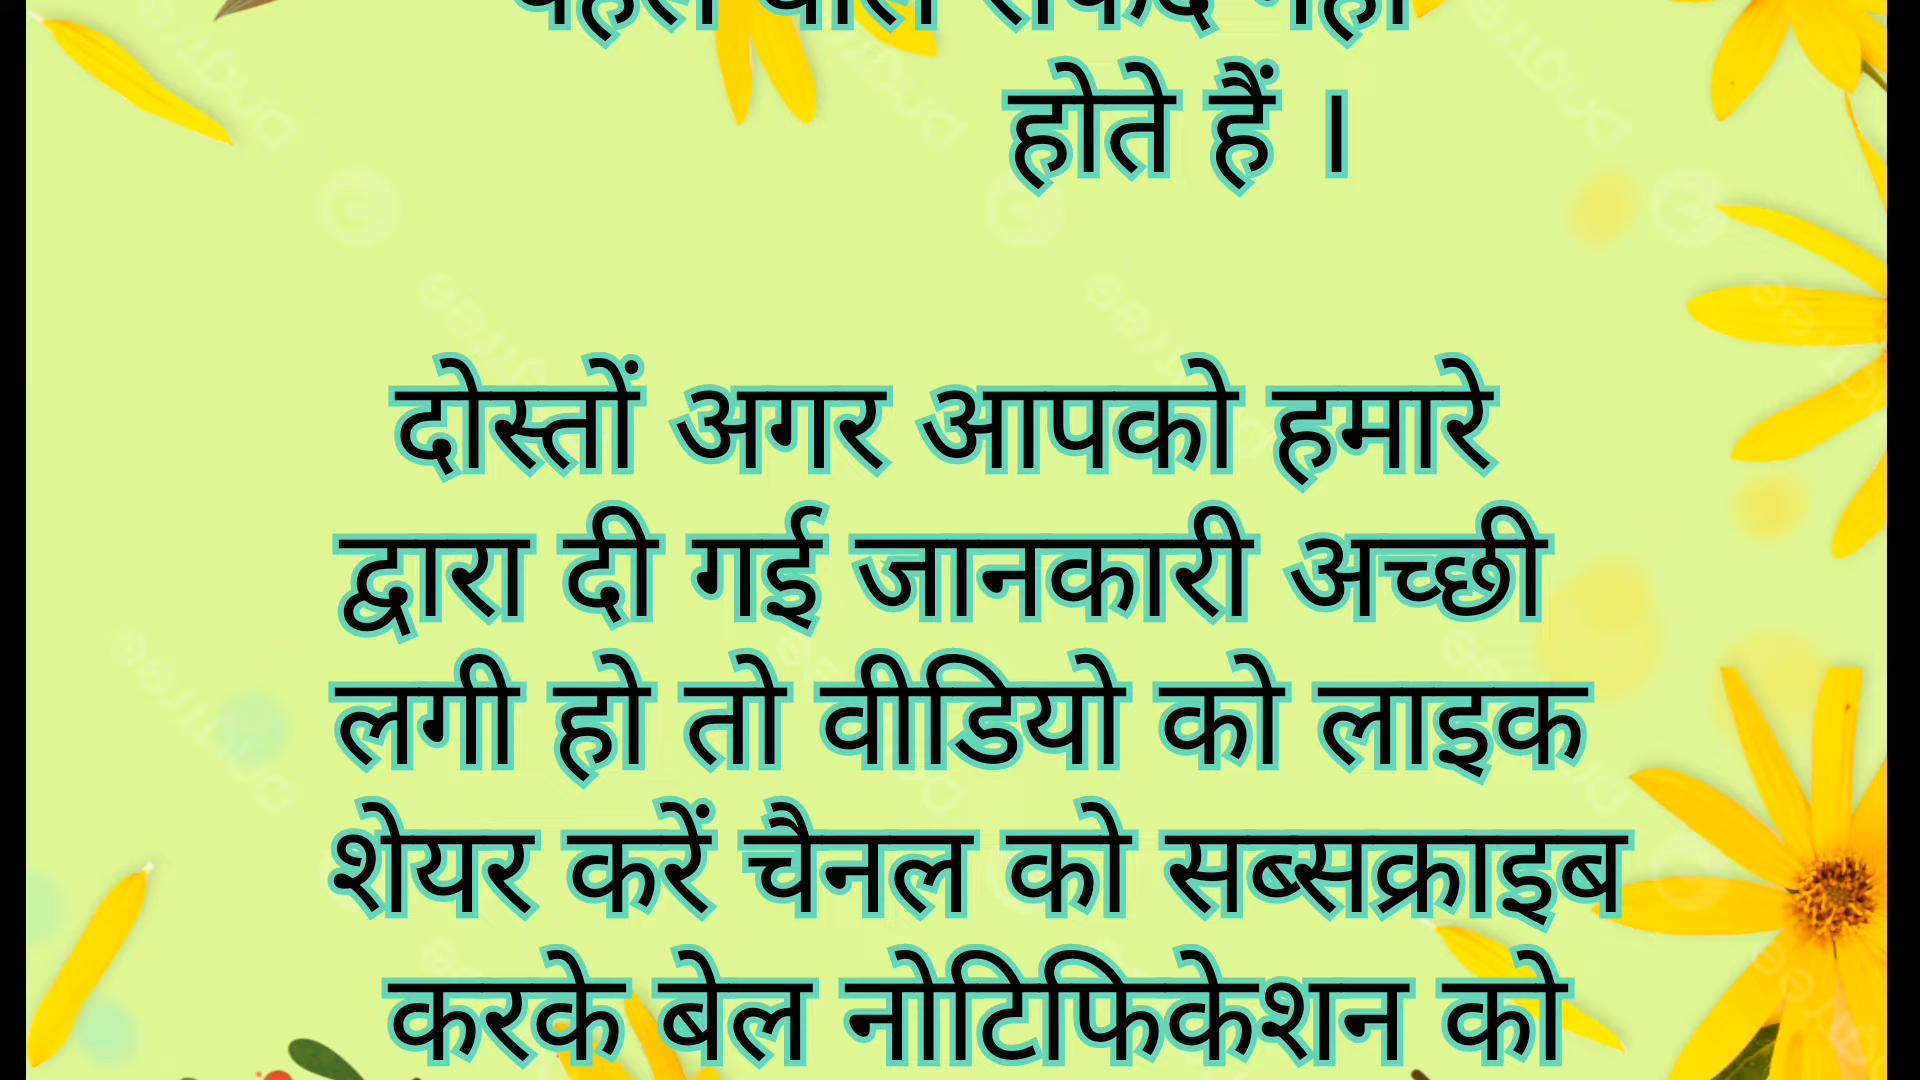 होते हैं ।
दोस्तों अगर आपको हमारे
द्वारा दी गई जानकारी अच्छी
लगी हो तो वीडियो को लाइक
शेयर करें चैनल को सब्सक्राइब
करके बेल नोटिफिकेशन को